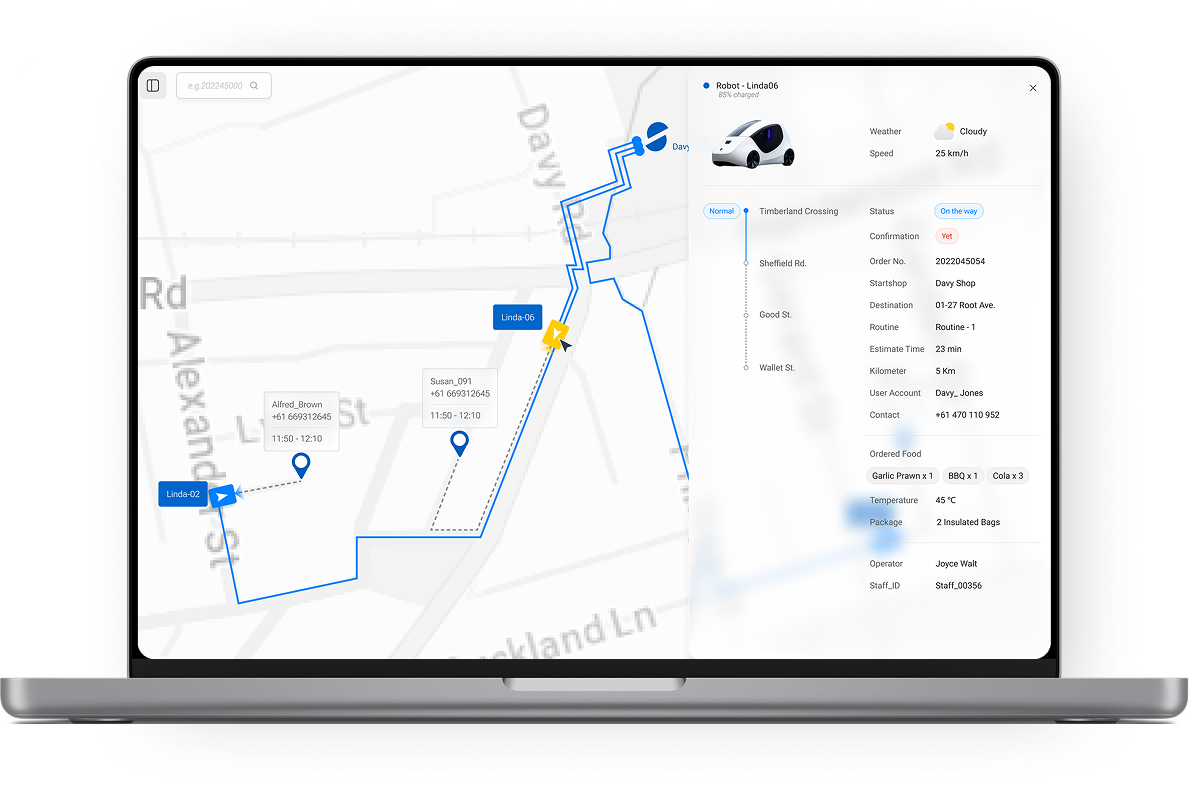 e.g.202245000
Davy Rd
Davy
Rd
Alexander St
St
Linda-06
Susan_091
+61 669312645
11:50 - 12:10
Alfred_Brown
+61 669312645
11:50 - 12:10
Linda-02
Robot - Linda06
85% charged
Weather Cloudy
Speed 25 km/h
Normal Timberland Crossing
Sheffield Rd.
Good St.
Wallet St.
Status On the way
Confirmation Yet
Order No. 2022045054
Startshop Davy Shop
Destination 01-27 Root Ave.
Routine Routine - 1
Estimate Time 23 min
Kilometer 5 Km
User Account Davy_ Jones
Contact +61 470 110 952
Ordered Food
Garlic Prawn x 1 BBQ x 1 Cola x 3
Temperature 45 ℃
Package 2 Insulated Bags
Operator Joyce Walt
Staff_ID Staff_00356